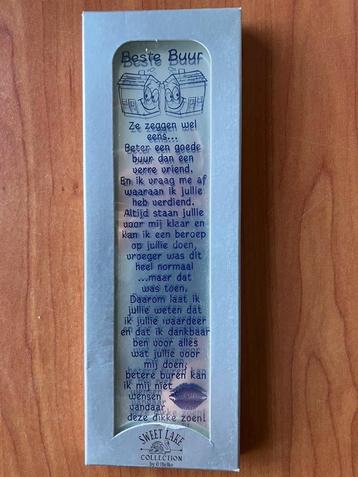 Beste Buur
Ze zeggen wel
eens...
Beter een goede
buur dan een
verre vriend.
En ik vraag me af
waaraan ik jullie
heb verdiend.
Altijd staan jullie
voor mij klaar en
kan ik een beroep
op jullie doen,
vroeger was dit
heel normaal
...maar dat
was toen.
Daarom laat ik
jullie weten dat
ik jullie waardeer
en dat ik dankbaar
ben voor alles
wat jullie voor
mij doen,
betere buren kan
ik mij niet
wensen
vandaar
deze dikke zoen!
SWEET LAKE
COLLECTION